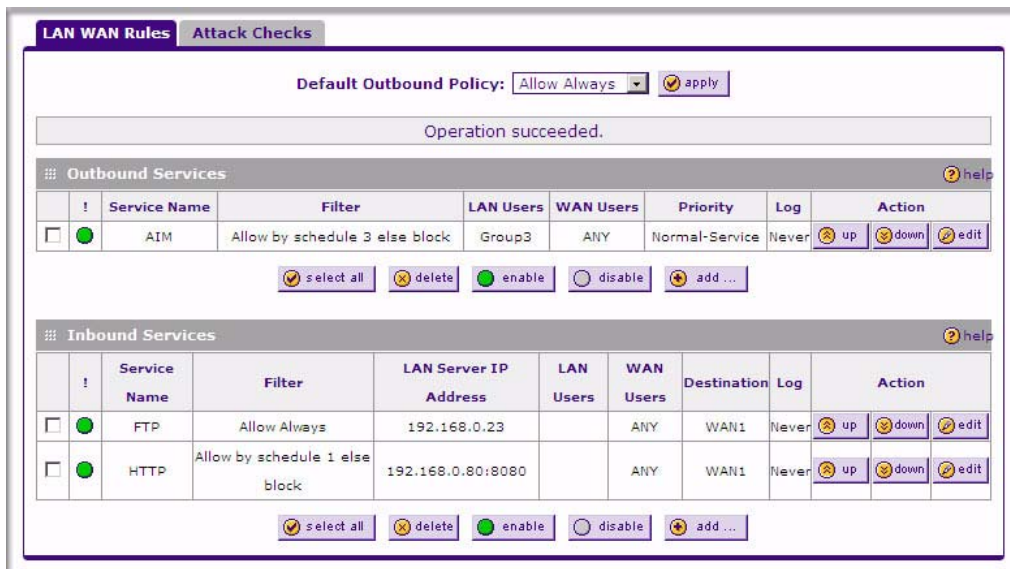 LAN WAN Rules Attack Checks
Default Outbound Policy: Allow Always apply
Operation succeeded.
Outbound Services help
! Service Name Filter LAN Users WAN Users Priority Log Action
AIM Allow by schedule 3 else block Group3 ANY Normal-Service Never up down edit
select all delete enable disable add ...
Inbound Services help
! Service Name Filter LAN Server IP Address LAN Users WAN Users Destination Log Action
FTP Allow Always 192.168.0.23 ANY WAN1 Never up down edit
HTTP Allow by schedule 1 else block 192.168.0.80:8080 ANY WAN1 Never up down edit
select all delete enable disable add ...